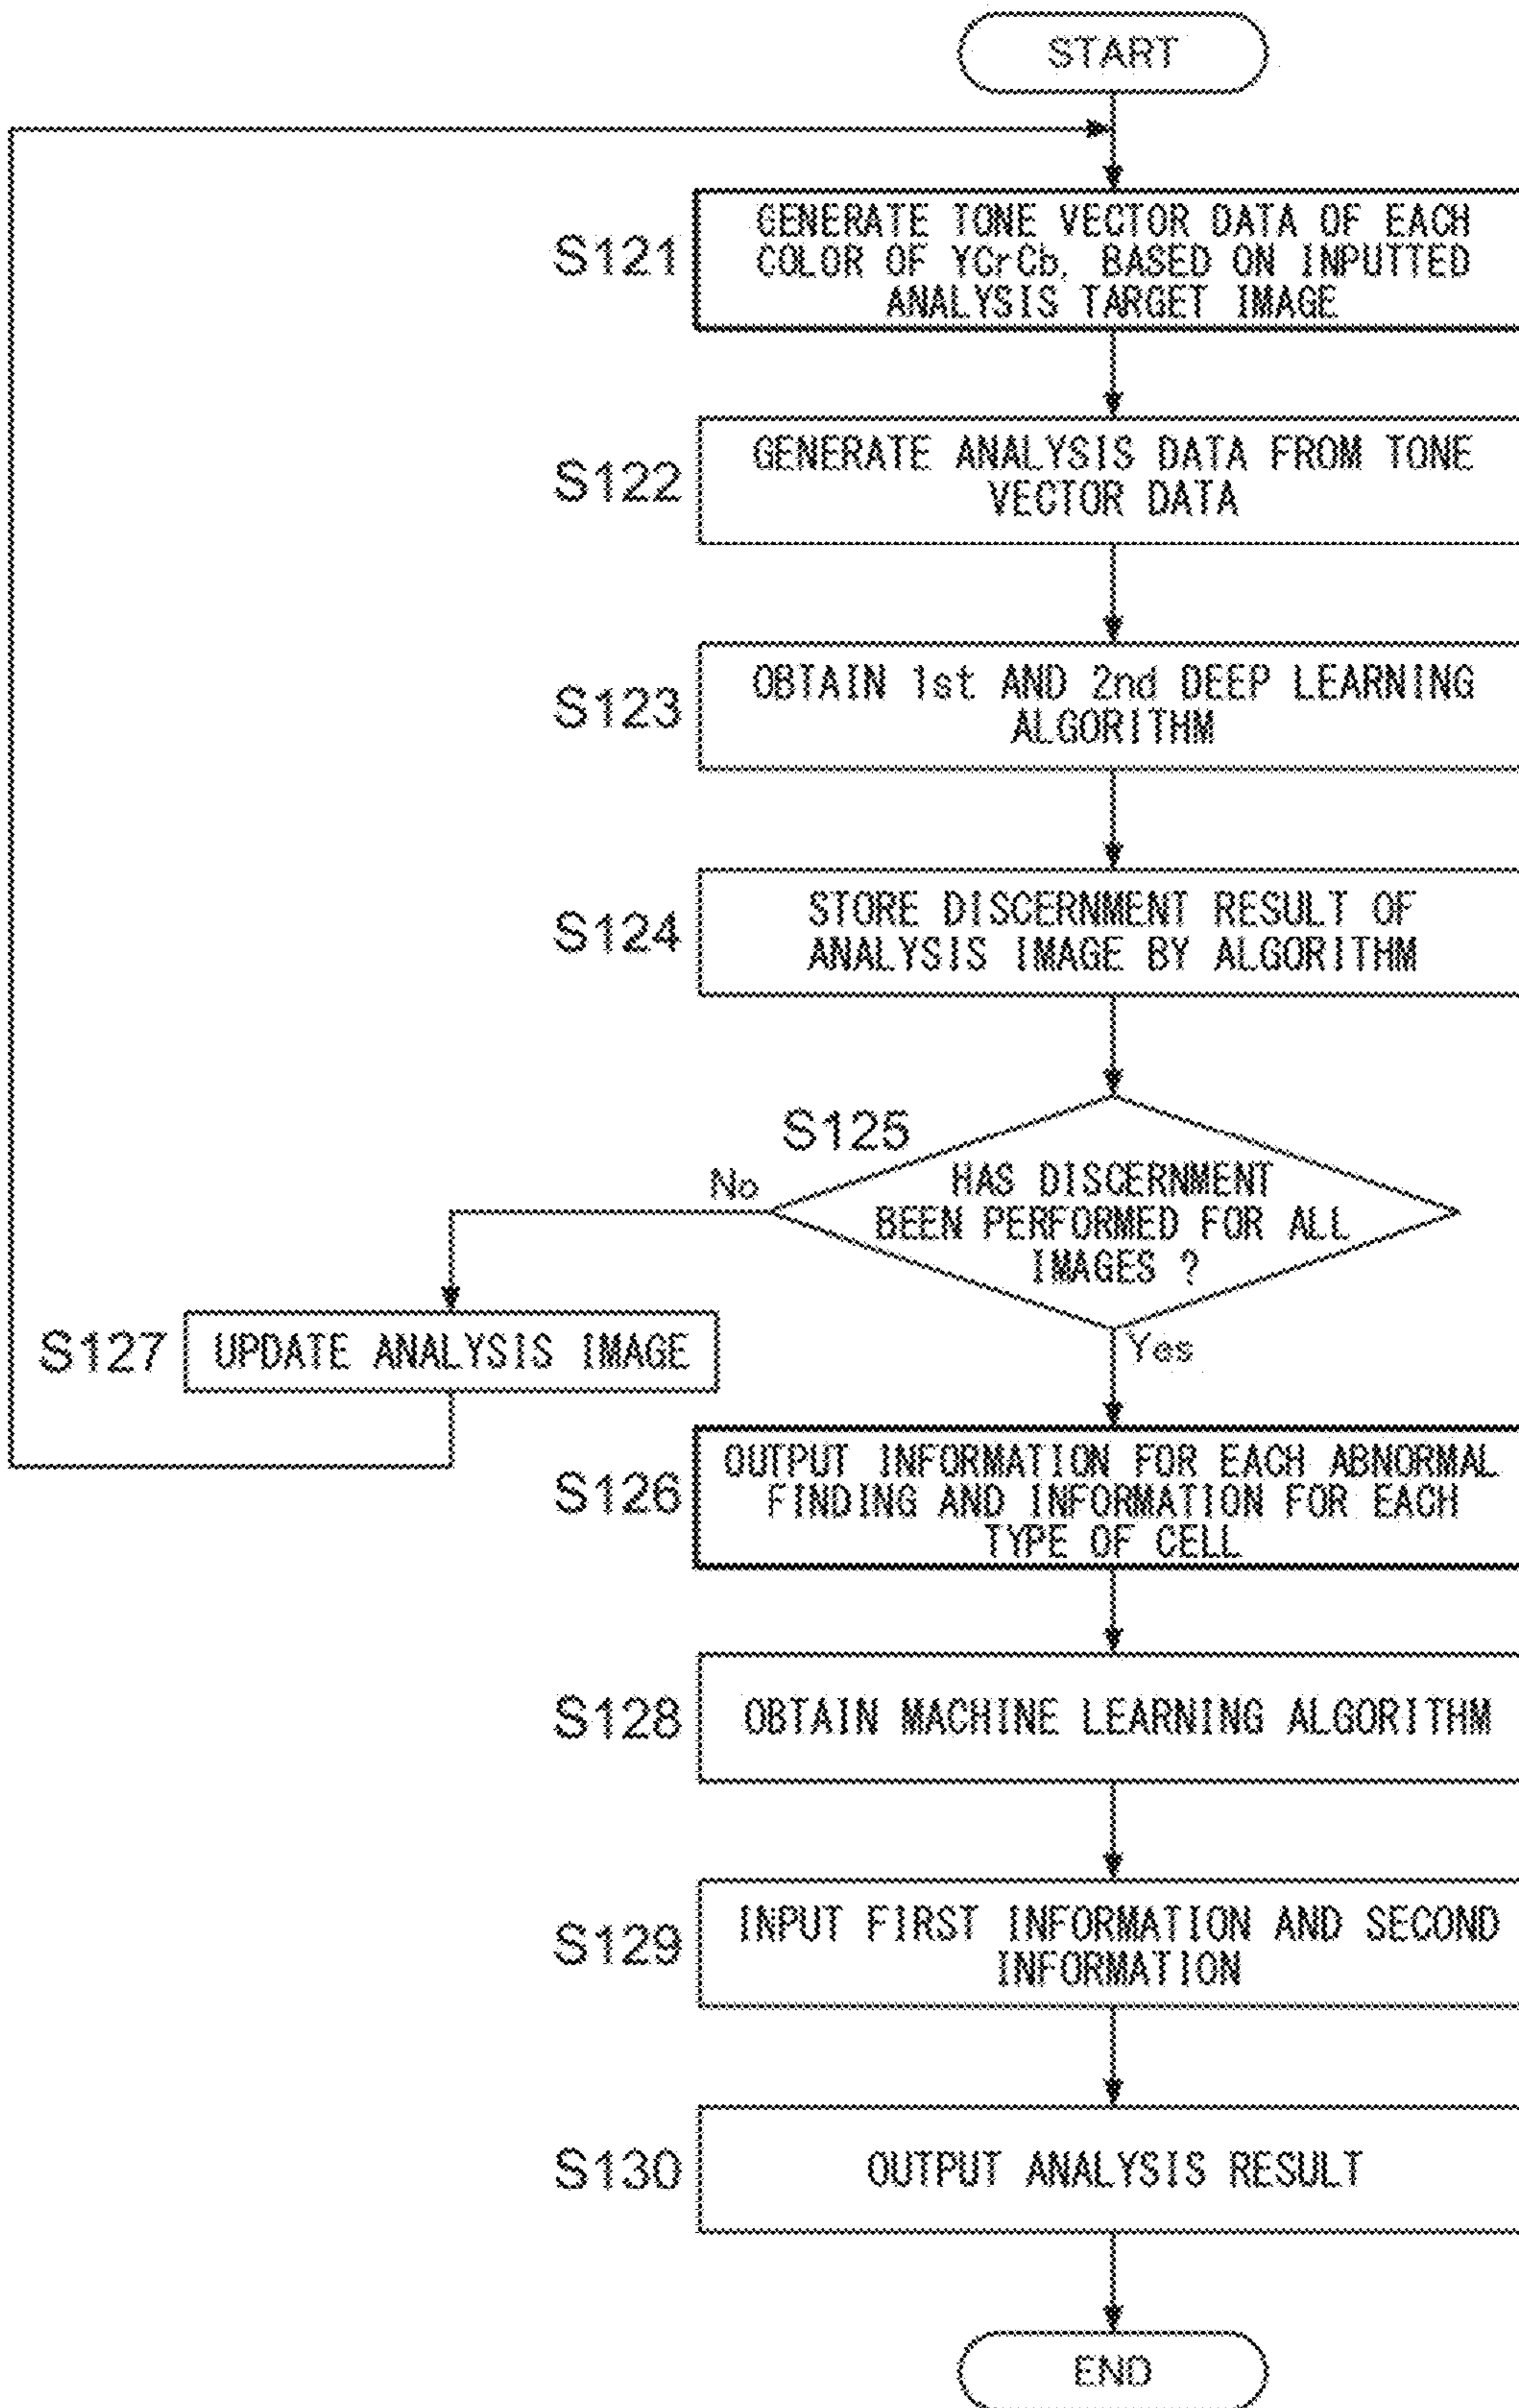 START
S121
GENERATE TONE VECTOR DATA OF EACH
COLOR OF YCrCb, BASED ON INPUTTED
ANALYSIS TARGET IMAGE
S122
GENERATE ANALYSIS DATA FROM TONE
VECTOR DATA
S123
OBTAIN 1st AND 2nd DEEP LEARNING
ALGORITHM
S124
STORE DISCERNMENT RESULT OF
ANALYSIS IMAGE BY ALGORITHM
S125
HAS DISCERNMENT
BEEN PERFORMED FOR ALL
IMAGES ?
No
S127
UPDATE ANALYSIS IMAGE
Yes
S126
OUTPUT INFORMATION FOR EACH ABNORMAL
FINDING AND INFORMATION FOR EACH
TYPE OF CELL
S128
OBTAIN MACHINE LEARNING ALGORITHM
S129
INPUT FIRST INFORMATION AND SECOND
INFORMATION
S130
OUTPUT ANALYSIS RESULT
END